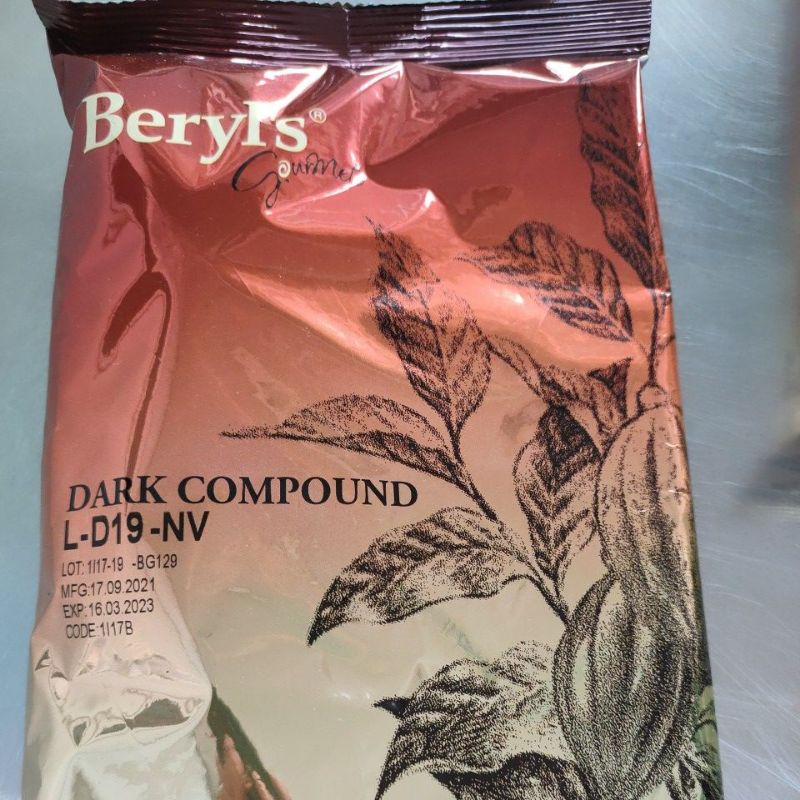 Beryl's®
Gourmet
DARK COMPOUND
L-D19-NV
LOT: 1I17-19 -BG129
MFG:17.09.2021
EXP:16.03.2023
CODE:1I17B